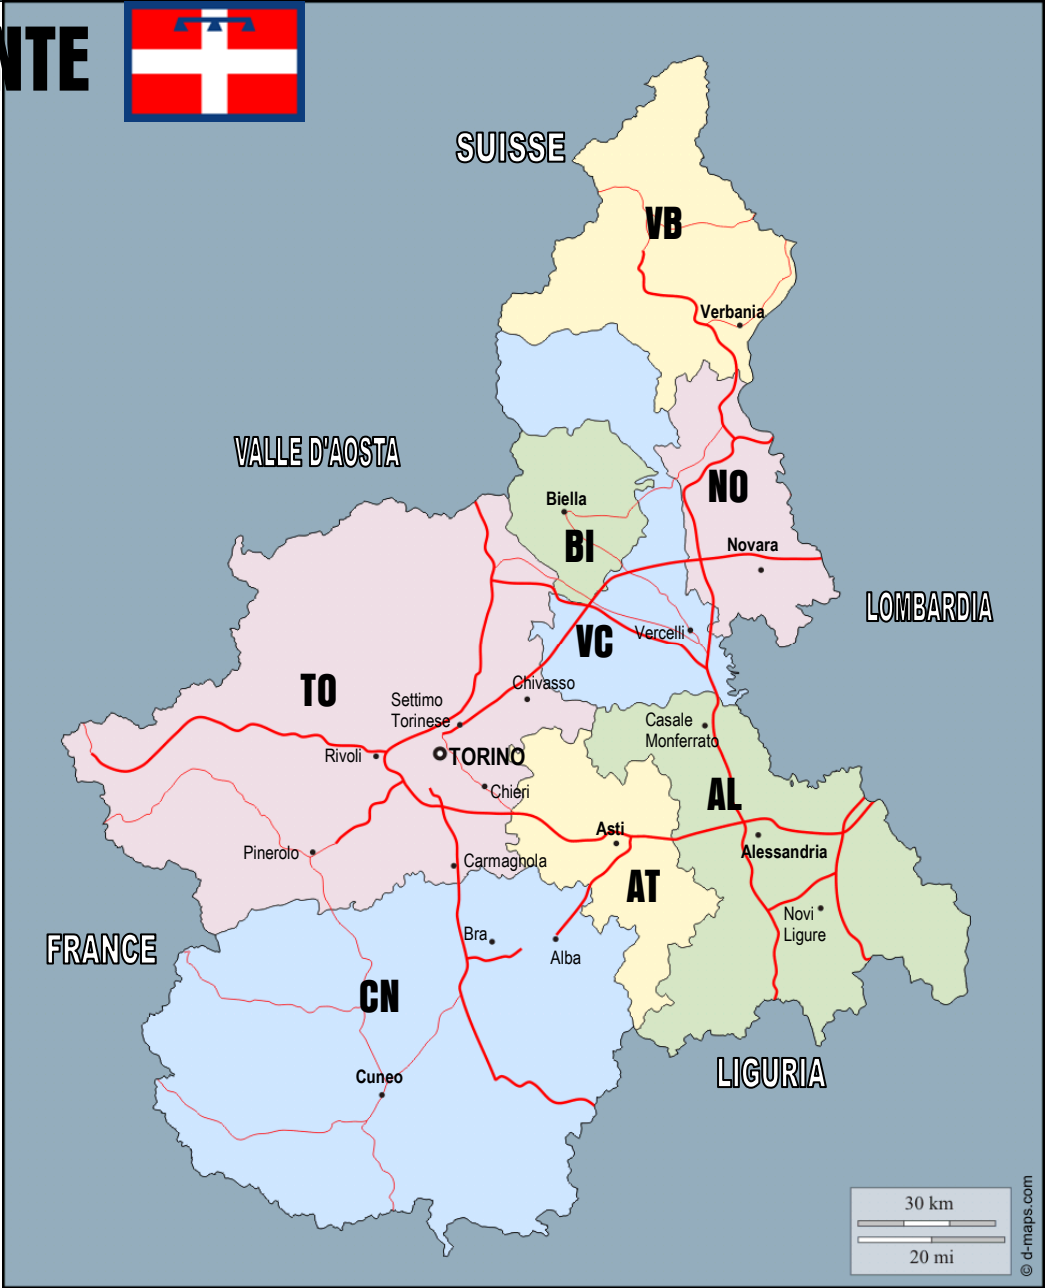 NTE
SUISSE
VB
Verbania
VALLE D'AOSTA
NO
Biella
BI
Novara
LOMBARDIA
VC
Vercelli
TO
Chivasso
Settimo
Torinese
Casale
Monferrato
Rivoli
TORINO
Chieri
AL
Asti
Alessandria
Pinerolo
Carmagnola
AT
Novi
Ligure
FRANCE
Bra
Alba
CN
Cuneo
LIGURIA
30 km
20 mi
© d-maps.com